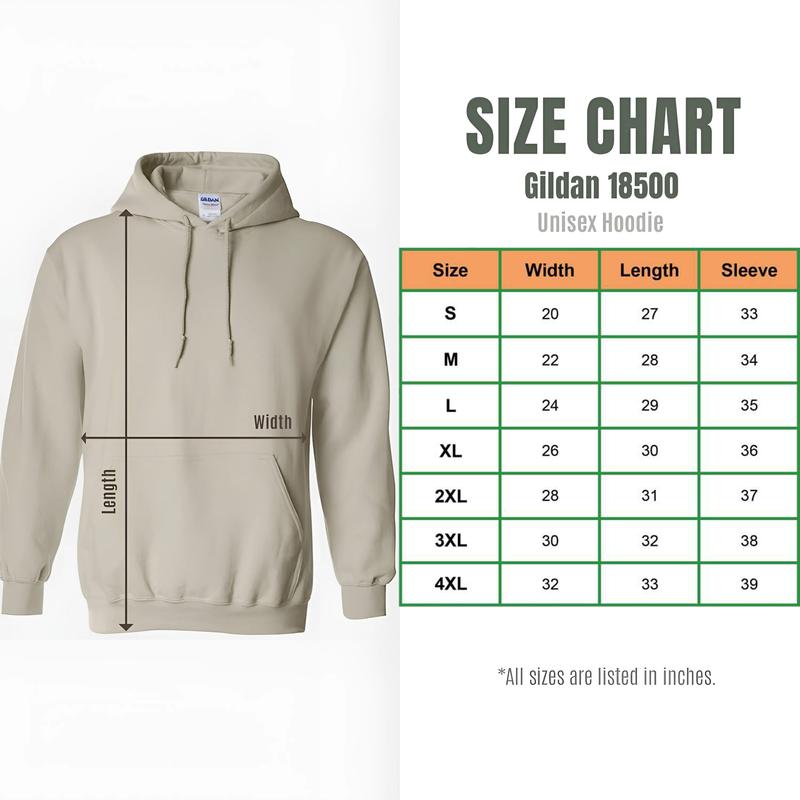 GILDAN
Width
Length
SIZE CHART
Gildan 18500
Unisex Hoodie
Size Width Length Sleeve
S 20 27 33
M 22 28 34
L 24 29 35
XL 26 30 36
2XL 28 31 37
3XL 30 32 38
4XL 32 33 39
*All sizes are listed in inches.